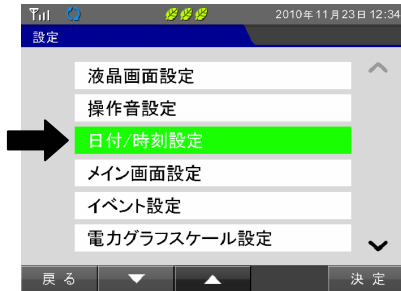 2010年11月23日 12:34
設定
液晶画面設定
操作音設定
日付/時刻設定
メイン画面設定
イベント設定
電力グラフスケール設定
戻る 決定